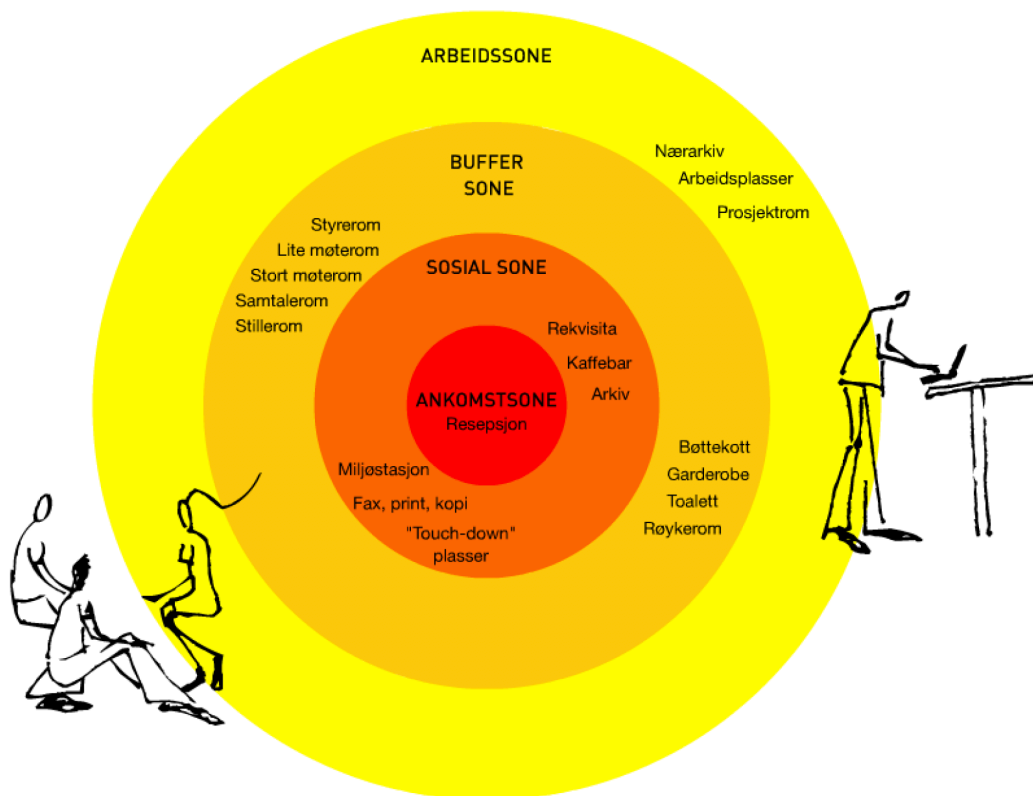 ARBEIDSSONE
BUFFER
SONE
Nærarkiv
Arbeidsplasser
Prosjektrom
Styrerom
Lite møterom
Stort møterom
Samtalerom
Stillerom
SOSIAL SONE
Rekvisita
Kaffebar
Arkiv
ANKOMSTSONE
Resepsjon
Miljøstasjon
Fax, print, kopi
"Touch-down"
plasser
Bøttekott
Garderobe
Toalett
Røykerom